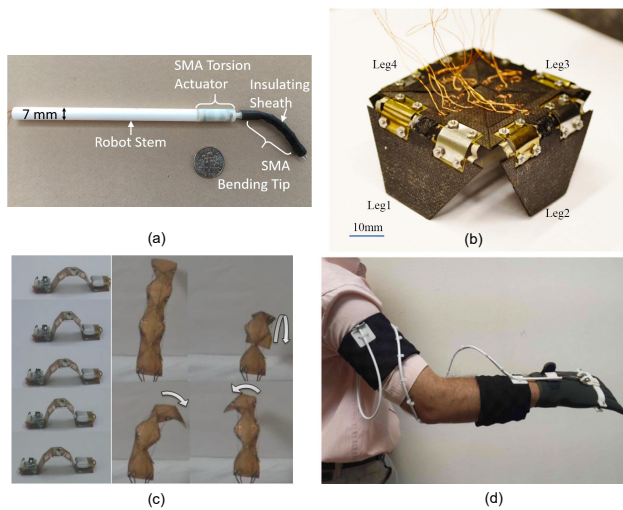 SMA Torsion
Actuator
Insulating
Sheath
7 mm
Robot Stem
SMA
Bending Tip
(a)
Leg4
Leg3
Leg1
Leg2
10mm
(b)
(c)
(d)